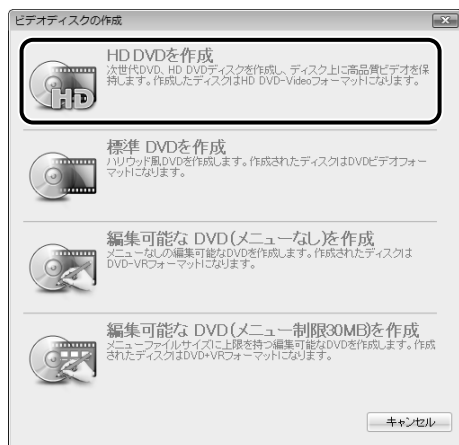 ビデオディスクの作成
HD DVDを作成
次世代DVD、HD DVDディスクを作成し、ディスク上に高品質ビデオを保
持します。作成したディスクはHD DVD-Videoフォーマットになります。
HD
標準 DVDを作成
ハリウッド風DVDを作成します。作成されたディスクはDVDビデオフォー
マットになります。
編集可能な DVD(メニューなし)を作成
メニューなしの編集可能なDVDを作成します。作成されたディスクは
DVD-VRフォーマットになります。
編集可能な DVD(メニュー制限30MB)を作成
メニューファイルサイズに上限を持つ編集可能なDVDを作成します。作成
されたディスクはDVD+VRフォーマットになります。
キャンセル